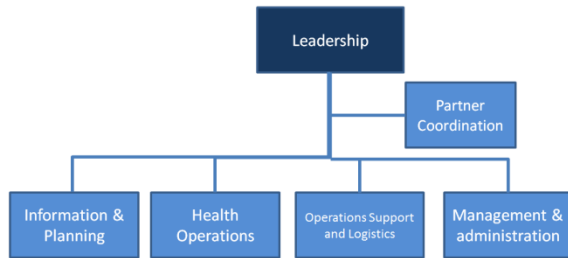 Leadership
Partner
Coordination
Information &
Planning
Health
Operations
Operations Support
and Logistics
Management &
administration